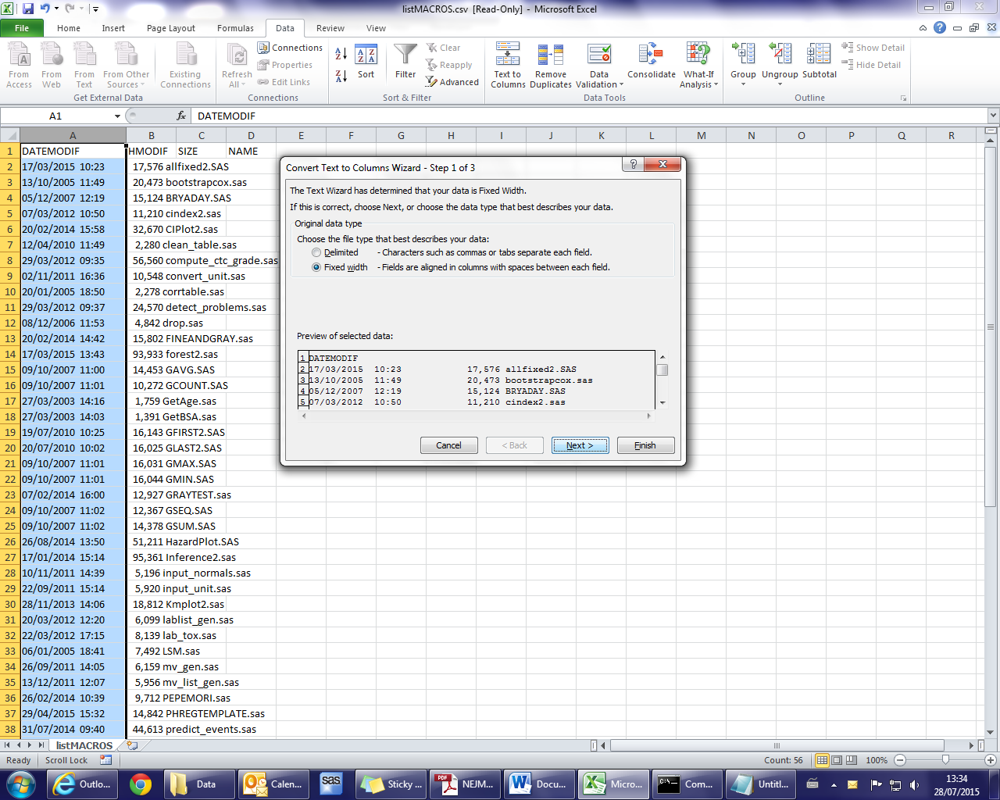 listMACROS.csv [Read-Only] - Microsoft Excel
File Home Insert Page Layout Formulas Data Review View
From Access From Web From Text From Other Sources Existing Connections Refresh All Connections Properties Edit Links Sort Filter Clear Reapply Advanced Text to Columns Remove Duplicates Data Validation Consolidate What-If Analysis Group Ungroup Subtotal Show Detail Hide Detail
Get External Data Connections Sort & Filter Data Tools Outline
A1 fx DATEMODIF
A B C D E F G H I J K L M N O P Q R
1 DATEMODIF HMODIF SIZE NAME
2 17/03/2015 10:23 17,576 allfixed2.SAS
3 13/10/2005 11:49 20,473 bootstrapcox.sas
4 05/12/2007 12:19 15,124 BRYADAY.SAS
5 07/03/2012 10:50 11,210 cindex2.sas
6 20/02/2014 15:58 32,670 CIPlot2.sas
7 12/04/2010 11:49 2,280 clean_table.sas
8 29/03/2012 09:35 56,560 compute_ctc_grade.sas
9 02/11/2011 16:36 10,548 convert_unit.sas
10 20/01/2005 18:50 2,278 corrtable.sas
11 29/03/2012 09:37 24,570 detect_problems.sas
12 08/12/2006 11:53 4,842 drop.sas
13 20/02/2014 14:42 15,802 FINEANDGRAY.sas
14 17/03/2015 13:43 93,933 forest2.sas
15 09/10/2007 11:00 14,453 GAVG.SAS
16 09/10/2007 11:01 10,272 GCOUNT.SAS
17 27/03/2003 14:16 1,759 GetAge.sas
18 27/03/2003 14:03 1,391 GetBSA.sas
19 19/07/2010 10:25 16,143 GFIRST2.SAS
20 20/07/2010 10:02 16,025 GLAST2.SAS
21 09/10/2007 11:01 16,031 GMAX.SAS
22 09/10/2007 11:01 16,044 GMIN.SAS
23 07/02/2014 16:00 12,927 GRAYTEST.sas
24 09/10/2007 11:02 12,367 GSEQ.SAS
25 09/10/2007 11:02 14,378 GSUM.SAS
26 26/08/2014 13:50 51,211 HazardPlot.SAS
27 17/01/2014 15:14 95,361 Inference2.sas
28 10/11/2011 14:39 5,196 input_normals.sas
29 22/09/2011 15:14 5,920 input_unit.sas
30 28/11/2013 14:06 18,812 Kmplot2.sas
31 20/03/2012 12:20 6,099 lablist_gen.sas
32 22/03/2012 17:15 8,139 lab_tox.sas
33 06/01/2005 18:41 7,492 LSM.sas
34 26/09/2011 14:05 6,159 mv_gen.sas
35 13/12/2011 12:07 5,956 mv_list_gen.sas
36 26/02/2014 10:39 9,712 PEPEMORI.sas
37 29/04/2015 15:32 14,842 PHREGTEMPLATE.sas
38 31/07/2014 09:40 44,613 predict_events.sas
Convert Text to Columns Wizard - Step 1 of 3
The Text Wizard has determined that your data is Fixed Width.
If this is correct, choose Next, or choose the data type that best describes your data.
Original data type
Choose the file type that best describes your data:
Delimited - Characters such as commas or tabs separate each field.
Fixed width - Fields are aligned in columns with spaces between each field.
Preview of selected data:
1 DATEMODIF
2 17/03/2015 10:23 17,576 allfixed2.SAS
3 13/10/2005 11:49 20,473 bootstrapcox.sas
4 05/12/2007 12:19 15,124 BRYADAY.SAS
5 07/03/2012 10:50 11,210 cindex2.sas
Cancel < Back Next > Finish
listMACROS
Ready Scroll Lock Count: 56 100%
Outlo... Data Calen... sas Sticky ... PDF NEJM... Docu... Micro... Com... Untitl... 13:34
28/07/2015